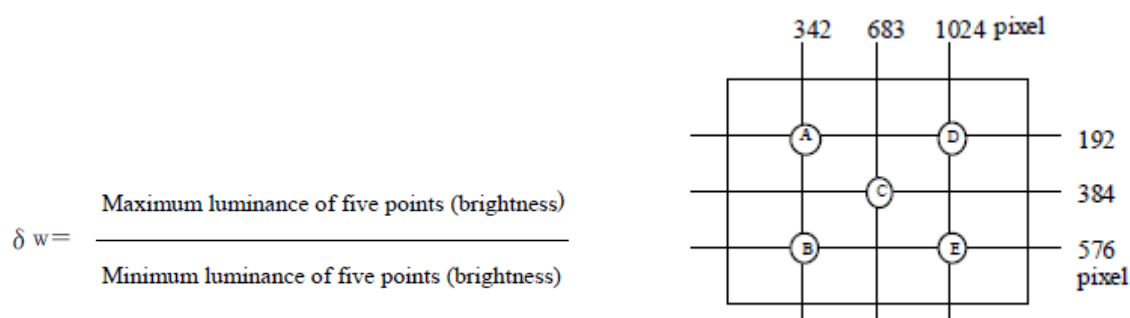 342 683 1024 pixel
A D 192
C 384
Maximum luminance of five points (brightness)
δ w=
Minimum luminance of five points (brightness)
B E 576
pixel